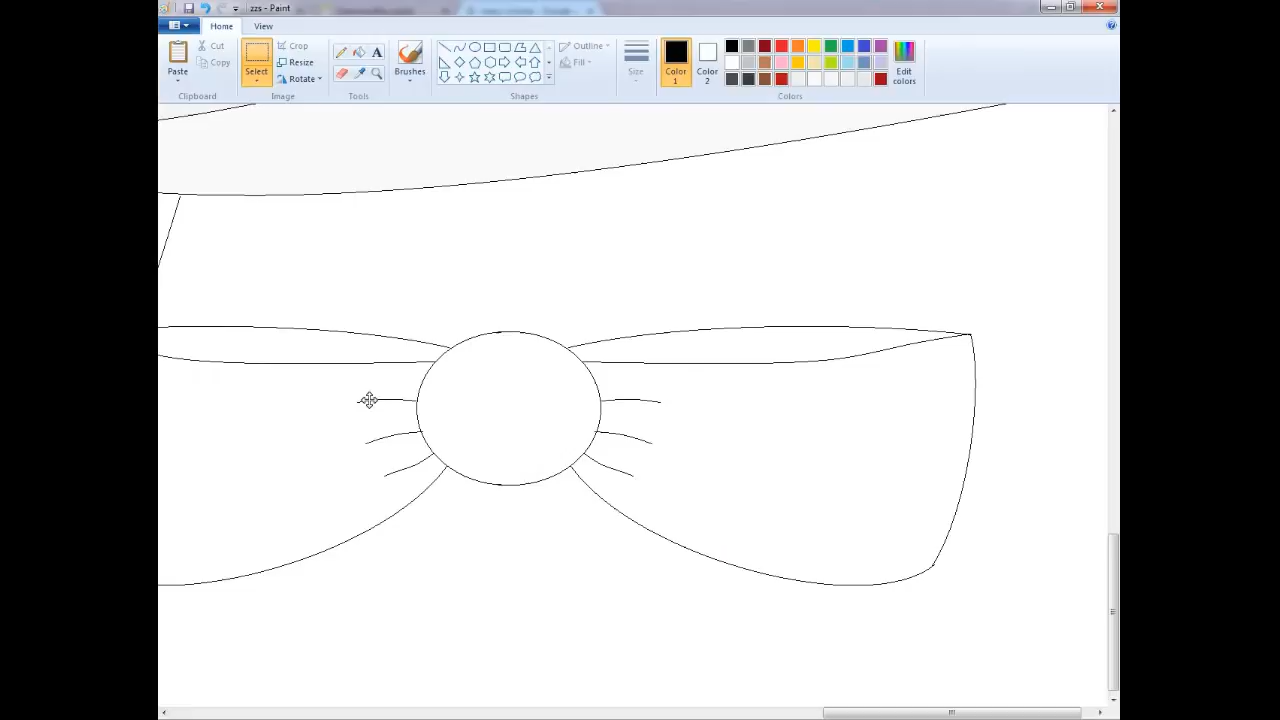 zzs - Paint
Home View
Paste
Cut
Copy
Clipboard
Select
Crop
Resize
Rotate
Image
A
Tools
Brushes
Shapes
Outline
Fill
Size
Color 1
Color 2
Edit colors
Colors